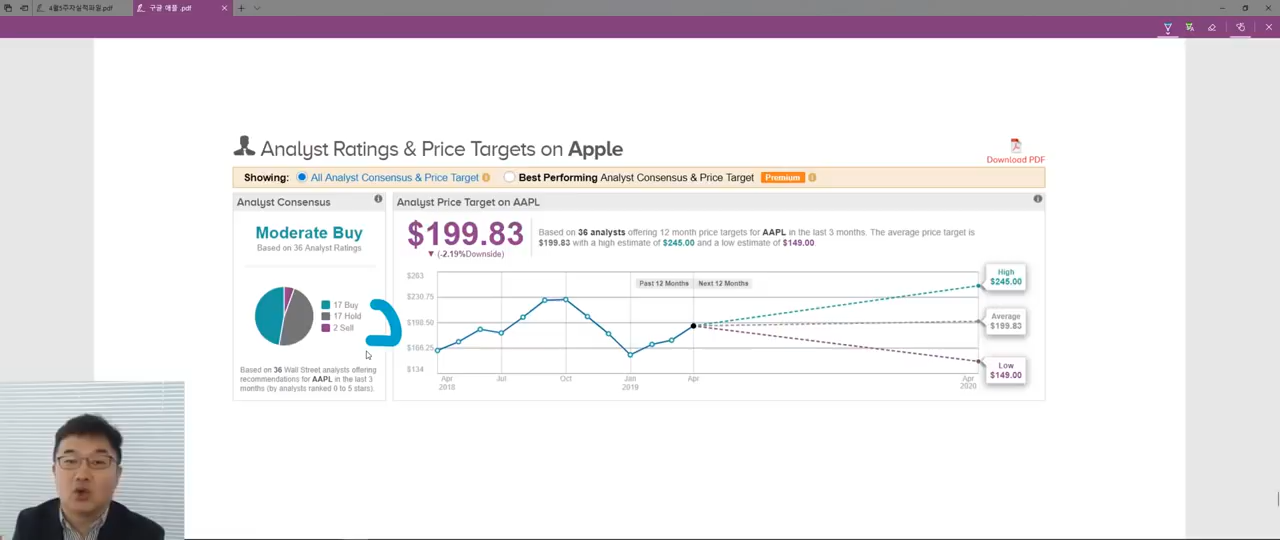 4월5주차실적파일.pdf
구글 애플 .pdf
Analyst Ratings & Price Targets on Apple
Download PDF
Showing: All Analyst Consensus & Price Target Best Performing Analyst Consensus & Price Target Premium
Analyst Consensus
Moderate Buy
Based on 36 Analyst Ratings
17 Buy
17 Hold
2 Sell
Based on 36 Wall Street analysts offering
recommendations for AAPL in the last 3
months (by analysts ranked 0 to 5 stars).
Analyst Price Target on AAPL
$199.83
▼ (-2.19%Downside)
Based on 36 analysts offering 12 month price targets for AAPL in the last 3 months. The average price target is
$199.83 with a high estimate of $245.00 and a low estimate of $149.00
$263
$230.75
$198.50
$166.25
$134
Past 12 Months Next 12 Months
High
$245.00
Average
$199.83
Low
$149.00
Apr
2018
Jul
Oct
Jan
2019
Apr
Apr
2020